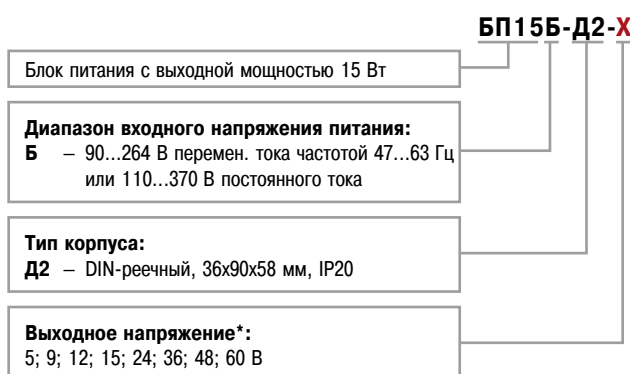 БП15Б-Д2-Х
Блок питания с выходной мощностью 15 Вт
Диапазон входного напряжения питания:
Б – 90...264 В перемен. тока частотой 47...63 Гц
или 110...370 В постоянного тока
Тип корпуса:
Д2 – DIN-реечный, 36х90х58 мм, IP20
Выходное напряжение*:
5; 9; 12; 15; 24; 36; 48; 60 В